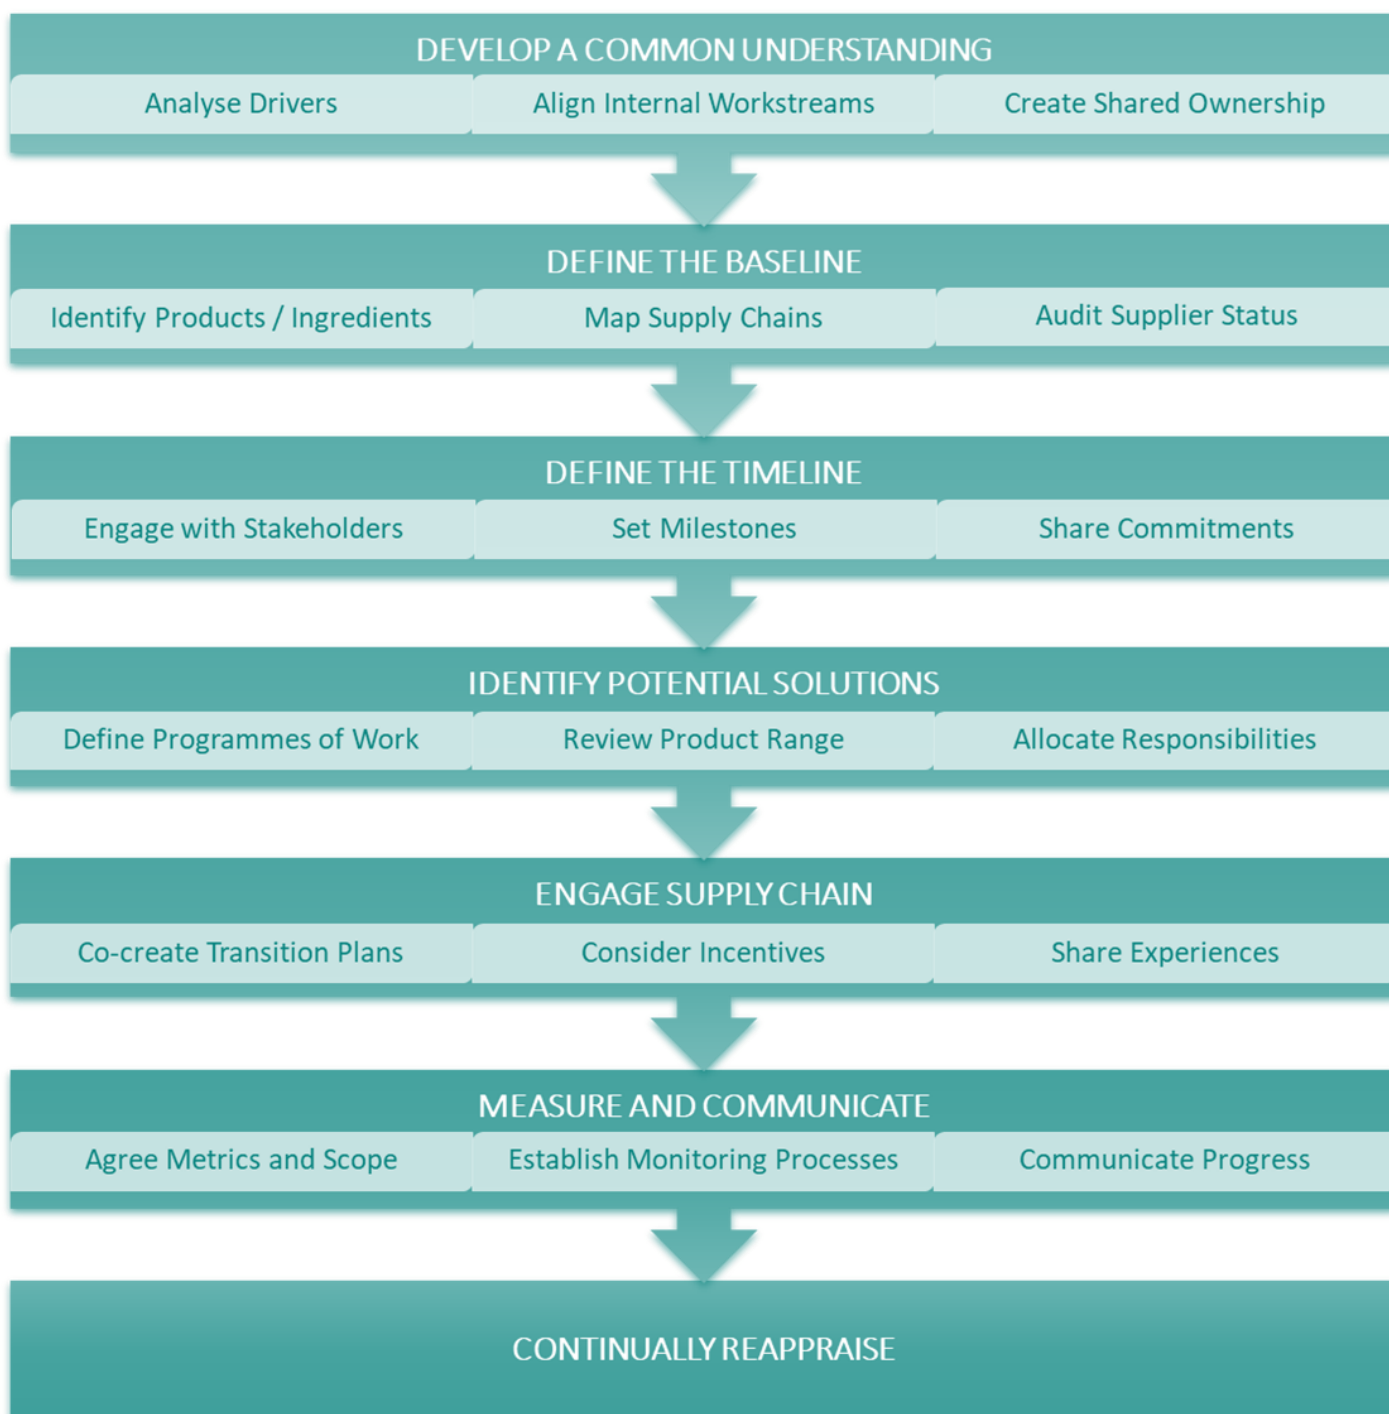 DEVELOP A COMMON UNDERSTANDING
Analyse Drivers
Align Internal Workstreams
Create Shared Ownership
DEFINE THE BASELINE
Identify Products / Ingredients
Map Supply Chains
Audit Supplier Status
DEFINE THE TIMELINE
Engage with Stakeholders
Set Milestones
Share Commitments
IDENTIFY POTENTIAL SOLUTIONS
Define Programmes of Work
Review Product Range
Allocate Responsibilities
ENGAGE SUPPLY CHAIN
Co-create Transition Plans
Consider Incentives
Share Experiences
MEASURE AND COMMUNICATE
Agree Metrics and Scope
Establish Monitoring Processes
Communicate Progress
CONTINUALLY REAPPRAISE